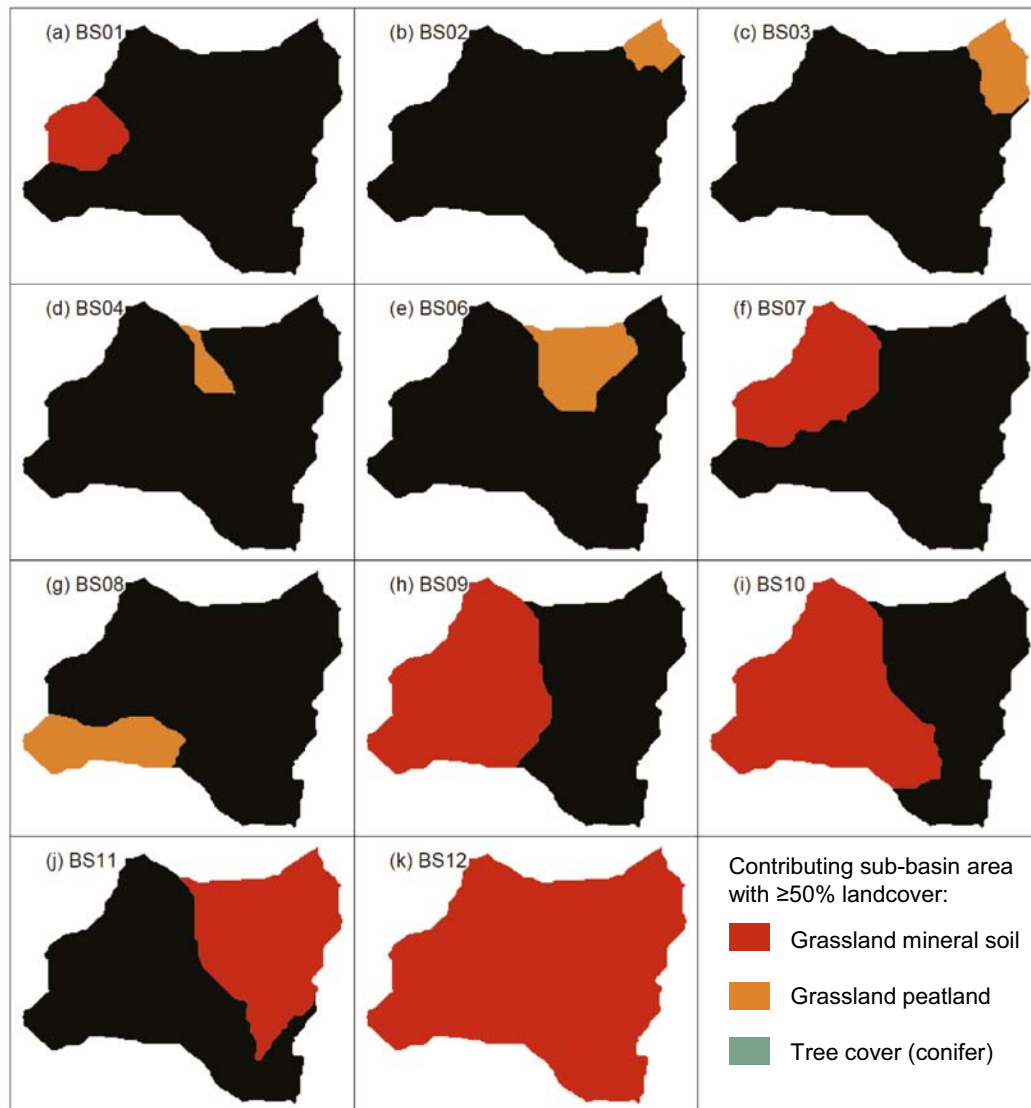 (a) BS01
(b) BS02
(c) BS03
(d) BS04
(e) BS06
(f) BS07
(g) BS08
(h) BS09
(i) BS10
(j) BS11
(k) BS12
Contributing sub-basin area
with ≥50% landcover:
Grassland mineral soil
Grassland peatland
Tree cover (conifer)